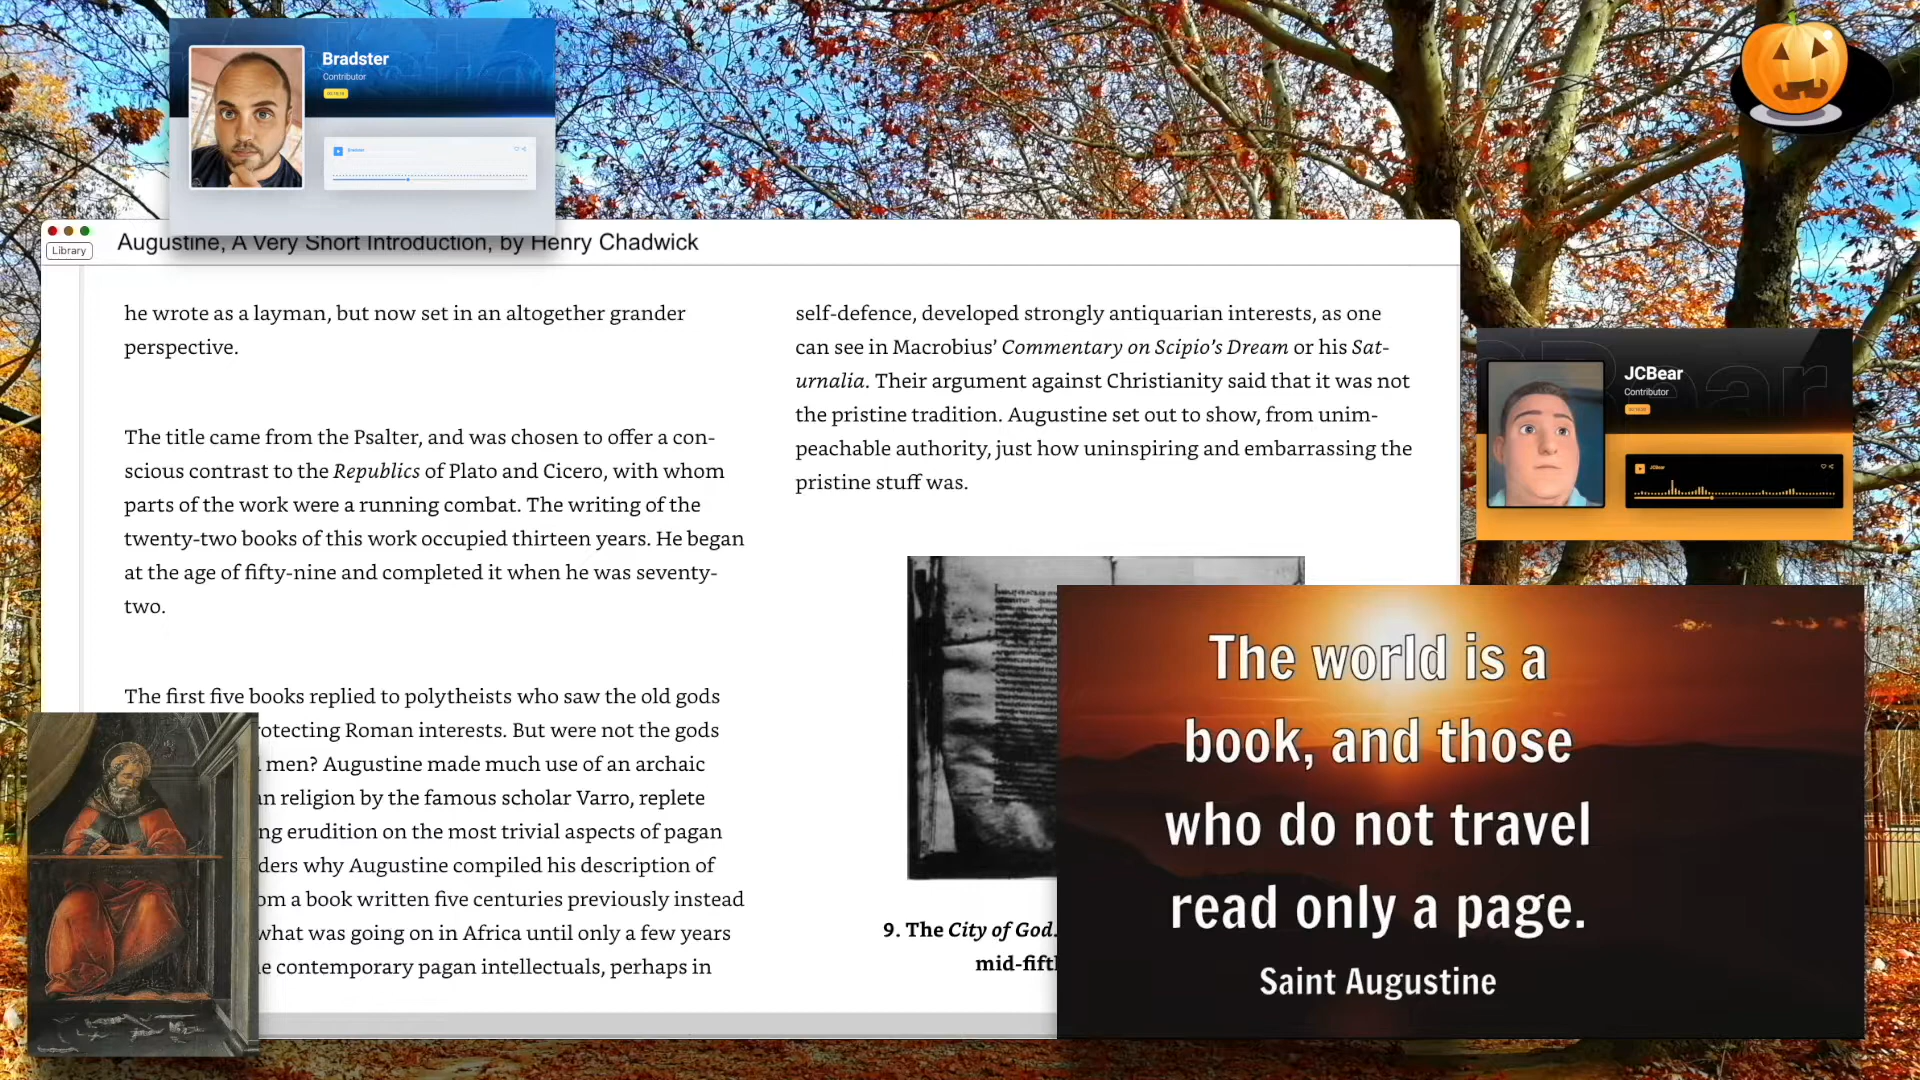 Bradster
Contributor
Library
Augustine, A Very Short Introduction, by Henry Chadwick
he wrote as a layman, but now set in an altogether grander
perspective.
The title came from the Psalter, and was chosen to offer a con-
scious contrast to the Republics of Plato and Cicero, with whom
parts of the work were a running combat. The writing of the
twenty-two books of this work occupied thirteen years. He began
at the age of fifty-nine and completed it when he was seventy-
two.
The first five books replied to polytheists who saw the old gods
otecting Roman interests. But were not the gods
men? Augustine made much use of an archaic
n religion by the famous scholar Varro, replete
ng erudition on the most trivial aspects of pagan
ders why Augustine compiled his description of
om a book written five centuries previously instead
what was going on in Africa until only a few years
e contemporary pagan intellectuals, perhaps in
self-defence, developed strongly antiquarian interests, as one
can see in Macrobius’ Commentary on Scipio’s Dream or his Sat-
urnalia. Their argument against Christianity said that it was not
the pristine tradition. Augustine set out to show, from unim-
peachable authority, just how uninspiring and embarrassing the
pristine stuff was.
9. The City of God.
mid-fift
JCBear
Contributor
JCBear
The world is a
book, and those
who do not travel
read only a page.
Saint Augustine